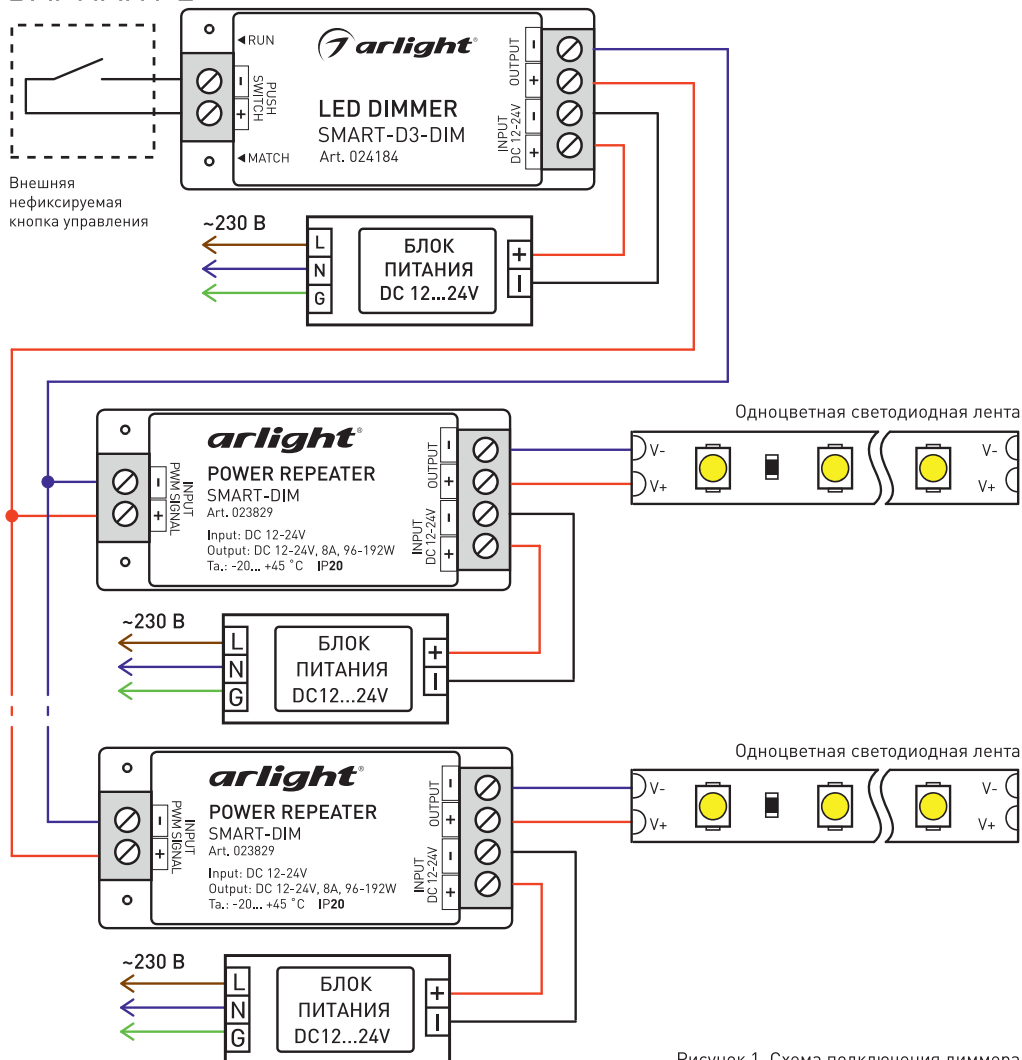 ◄RUN
arlight®
OUTPUT
-
+
INPUT
DC 12-24V
-
+
PUSH
SWITCH
-
+
LED DIMMER
SMART-D3-DIM
Art. 024184
◄MATCH
Внешняя
нефиксируемая
кнопка управления
~230 В
L
N
G
БЛОК
ПИТАНИЯ
DC 12...24V
+
-
Одноцветная светодиодная лента
arlight®
POWER REPEATER
SMART-DIM
Art. 023829
Input: DC 12-24V
Output: DC 12-24V, 8A, 96-192W
Ta.: -20... +45 °C IP20
INPUT
PWM SIGNAL
-
+
OUTPUT
-
+
INPUT
DC 12-24V
-
+
V-
V+
V-
V+
~230 В
L
N
G
БЛОК
ПИТАНИЯ
DC12...24V
+
-
Одноцветная светодиодная лента
arlight®
POWER REPEATER
SMART-DIM
Art. 023829
Input: DC 12-24V
Output: DC 12-24V, 8A, 96-192W
Ta.: -20... +45 °C IP20
INPUT
PWM SIGNAL
-
+
OUTPUT
-
+
INPUT
DC 12-24V
-
+
V-
V+
V-
V+
~230 В
L
N
G
БЛОК
ПИТАНИЯ
DC12...24V
+
-
Рисунок 1. Схема подключения диммера